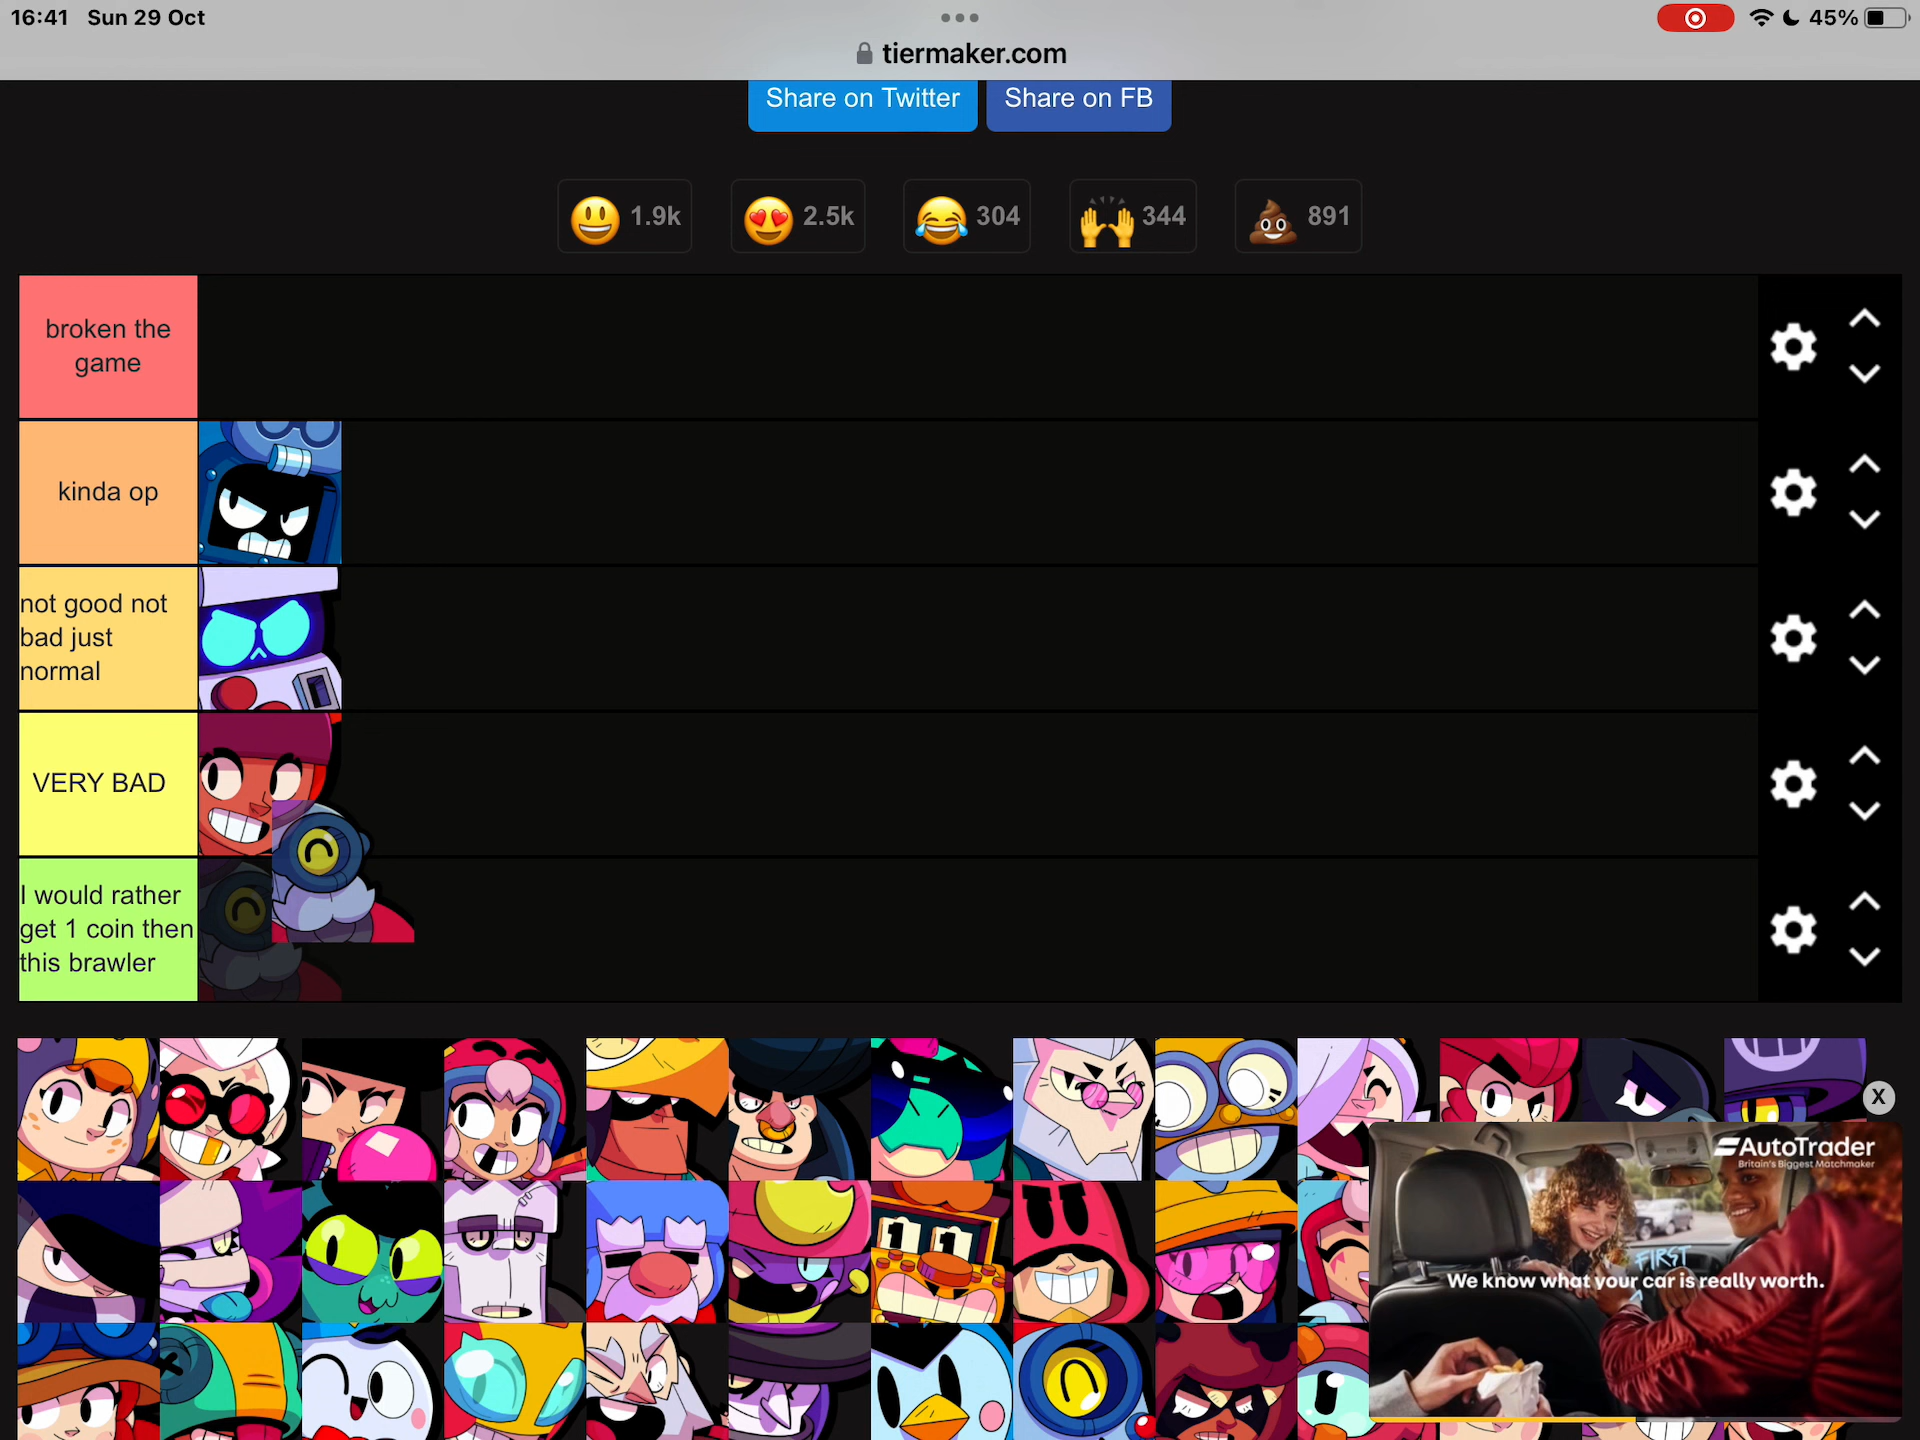 16:41 Sun 29 Oct
45%
tiermaker.com
Share on Twitter
Share on FB
1.9k
2.5k
304
344
891
broken the
game
kinda op
not good not
bad just
normal
VERY BAD
I would rather
get 1 coin then
this brawler
X
AutoTrader
Britain's Biggest Matchmaker
1 1
FIRST
We know what your car is really worth.